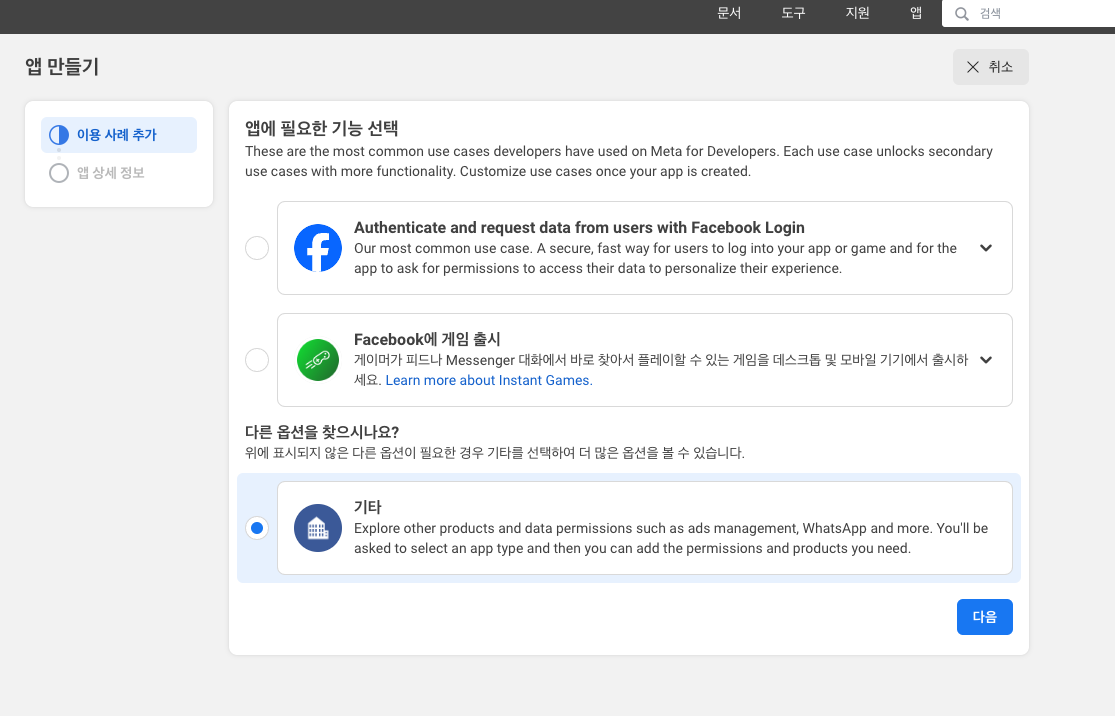 문서 도구 지원 앱 검색
앱 만들기
취소
이용 사례 추가
앱 상세 정보
앱에 필요한 기능 선택
These are the most common use cases developers have used on Meta for Developers. Each use case unlocks secondary
use cases with more functionality. Customize use cases once your app is created.
Authenticate and request data from users with Facebook Login
Our most common use case. A secure, fast way for users to log into your app or game and for the
app to ask for permissions to access their data to personalize their experience.
Facebook에 게임 출시
게이머가 피드나 Messenger 대화에서 바로 찾아서 플레이할 수 있는 게임을 데스크톱 및 모바일 기기에서 출시하
세요. Learn more about Instant Games.
다른 옵션을 찾으시나요?
위에 표시되지 않은 다른 옵션이 필요한 경우 기타를 선택하여 더 많은 옵션을 볼 수 있습니다.
기타
Explore other products and data permissions such as ads management, WhatsApp and more. You'll be
asked to select an app type and then you can add the permissions and products you need.
다음